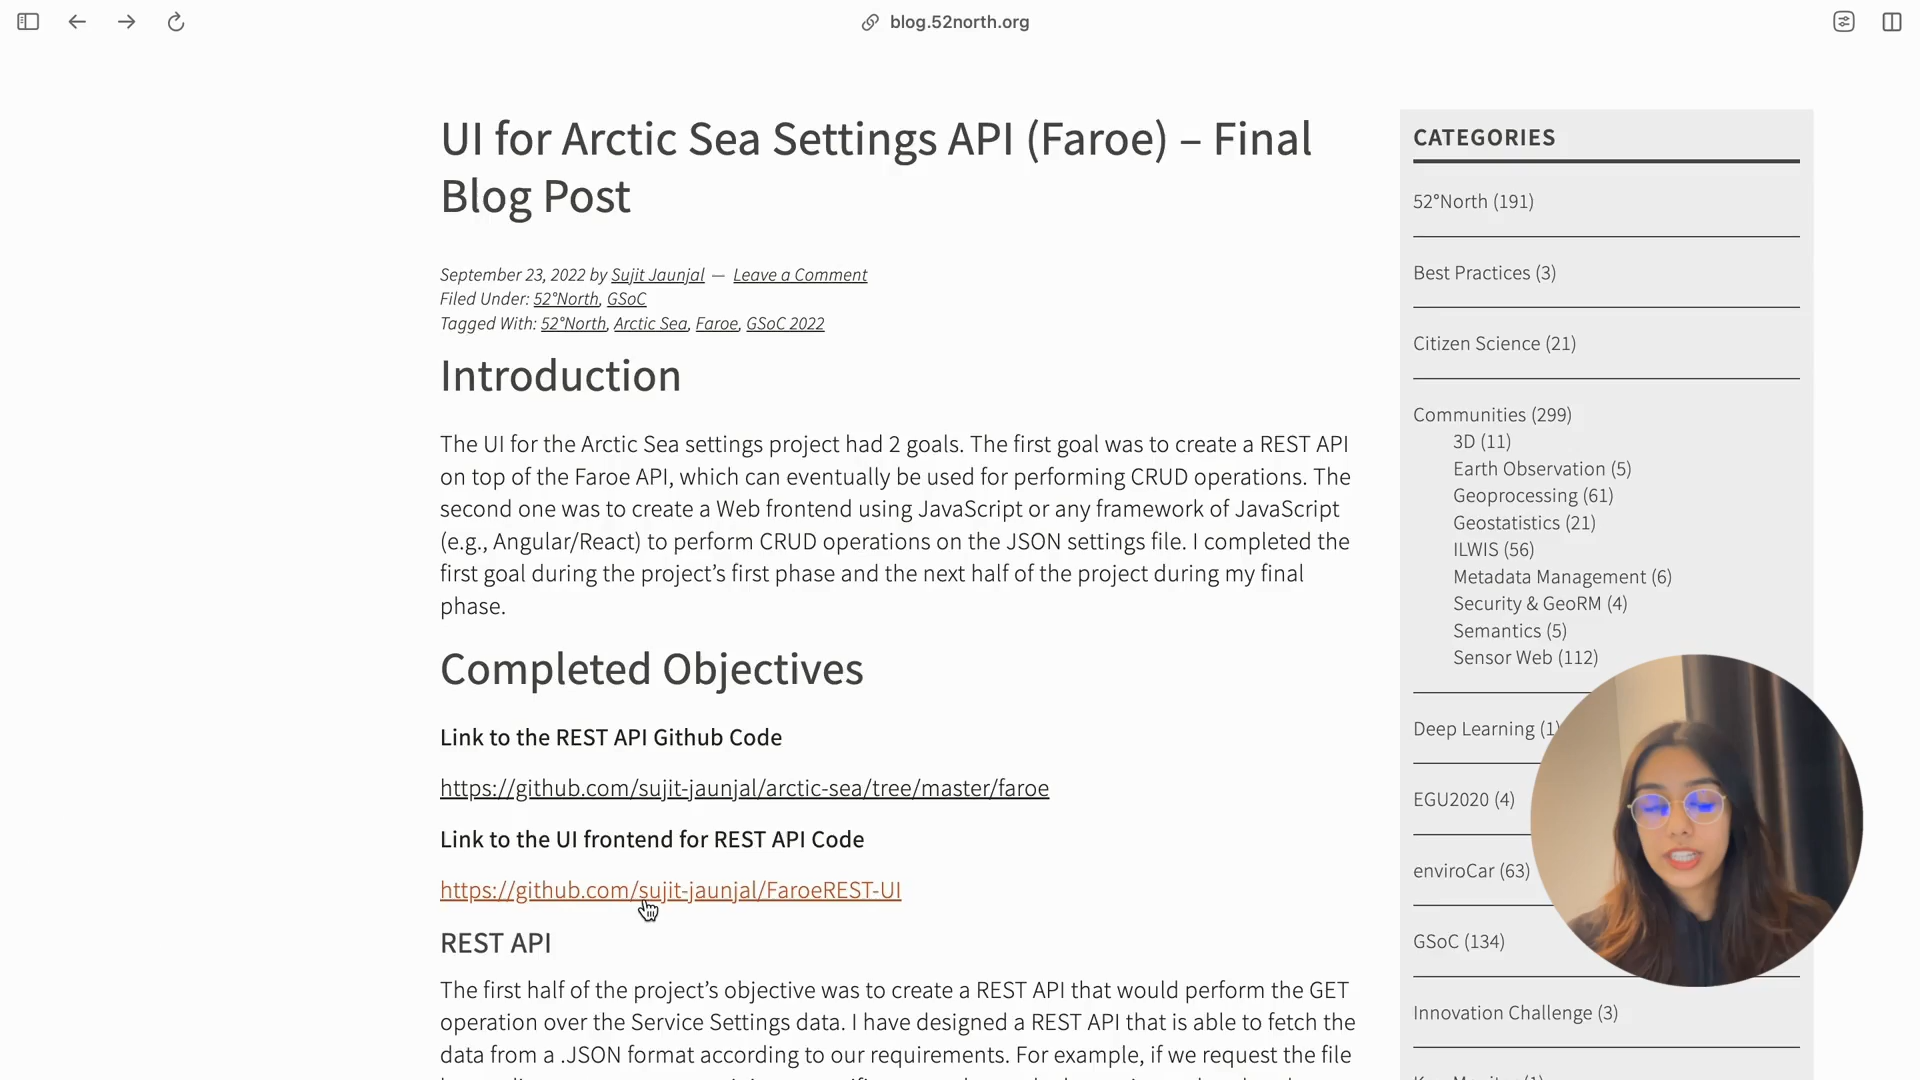 blog.52north.org
UI for Arctic Sea Settings API (Faroe) – Final
Blog Post
September 23, 2022 by Sujit Jaunjal — Leave a Comment
Filed Under: 52°North, GSoC
Tagged With: 52°North, Arctic Sea, Faroe, GSoC 2022
Introduction
The UI for the Arctic Sea settings project had 2 goals. The first goal was to create a REST API
on top of the Faroe API, which can eventually be used for performing CRUD operations. The
second one was to create a Web frontend using JavaScript or any framework of JavaScript
(e.g., Angular/React) to perform CRUD operations on the JSON settings file. I completed the
first goal during the project’s first phase and the next half of the project during my final
phase.
Completed Objectives
Link to the REST API Github Code
https://github.com/sujit-jaunjal/arctic-sea/tree/master/faroe
Link to the UI frontend for REST API Code
https://github.com/sujit-jaunjal/FaroeREST-UI
REST API
The first half of the project’s objective was to create a REST API that would perform the GET
operation over the Service Settings data. I have designed a REST API that is able to fetch the
data from a .JSON format according to our requirements. For example, if we request the file
CATEGORIES
52°North (191)
Best Practices (3)
Citizen Science (21)
Communities (299)
3D (11)
Earth Observation (5)
Geoprocessing (61)
Geostatistics (21)
ILWIS (56)
Metadata Management (6)
Security & GeoRM (4)
Semantics (5)
Sensor Web (112)
Deep Learning (1)
EGU2020 (4)
enviroCar (63)
GSoC (134)
Innovation Challenge (3)